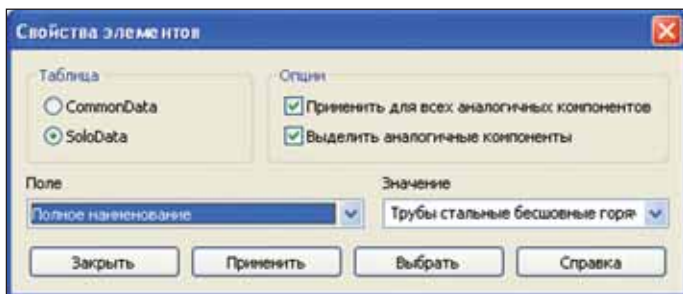 Свойства элементов
Таблица
Опции
CommonData
SoloData
Применить для всех аналогичных компонентов
Выделить аналогичные компоненты
Поле
Значение
Полное наименование
Трубы стальные бесшовные горяч
Закрыть
Применить
Выбрать
Справка